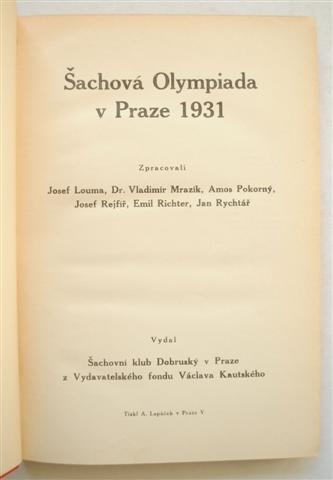 Šachová Olympiada
v Praze 1931
Zpracovali
Josef Louma, Dr. Vladimír Mrazík, Amos Pokorný,
Josef Rejfíř, Emil Richter, Jan Rychtář
Vydal
Šachovní klub Dobruský v Praze
z Vydavatelského fondu Václava Kautského
Tiskl A. Lapáček v Praze V